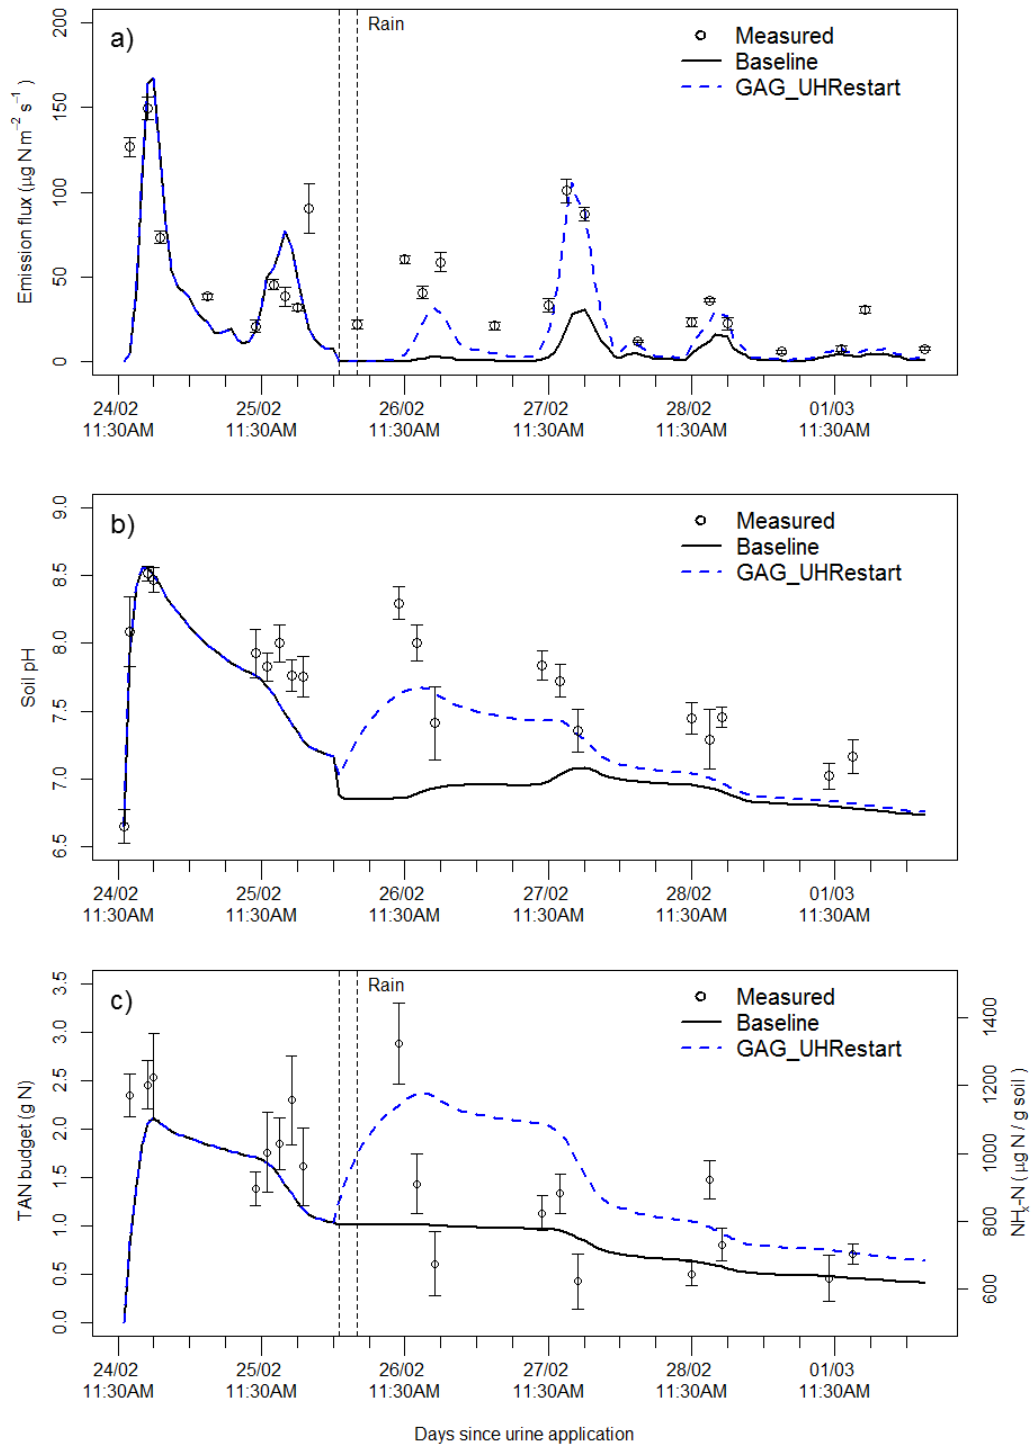 a)
Rain
Measured
Baseline
GAG_UHRestart
Emission flux (μg N m⁻² s⁻¹)
200
150
100
50
0
24/02 25/02 26/02 27/02 28/02 01/03
11:30AM 11:30AM 11:30AM 11:30AM 11:30AM 11:30AM
b)
Measured
Baseline
GAG_UHRestart
Soil pH
9.0
8.5
8.0
7.5
7.0
6.5
24/02 25/02 26/02 27/02 28/02 01/03
11:30AM 11:30AM 11:30AM 11:30AM 11:30AM 11:30AM
c)
Rain
Measured
Baseline
GAG_UHRestart
TAN budget (g N)
3.5
3.0
2.5
2.0
1.5
1.0
0.5
0.0
NHₓ-N (μg N / g soil)
1400
1200
1000
800
600
24/02 25/02 26/02 27/02 28/02 01/03
11:30AM 11:30AM 11:30AM 11:30AM 11:30AM 11:30AM
Days since urine application